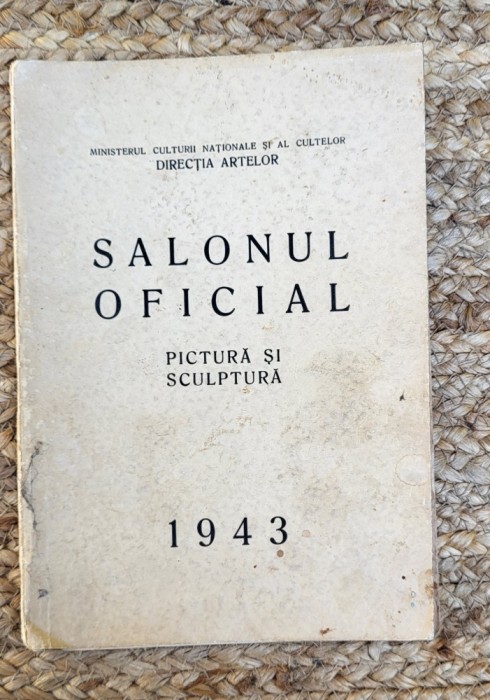 MINISTERUL CULTURII NAȚIONALE ȘI AL CULTELOR
DIRECȚIA ARTELOR
SALONUL
OFICIAL
PICTURĂ ȘI
SCULPTURĂ
1943